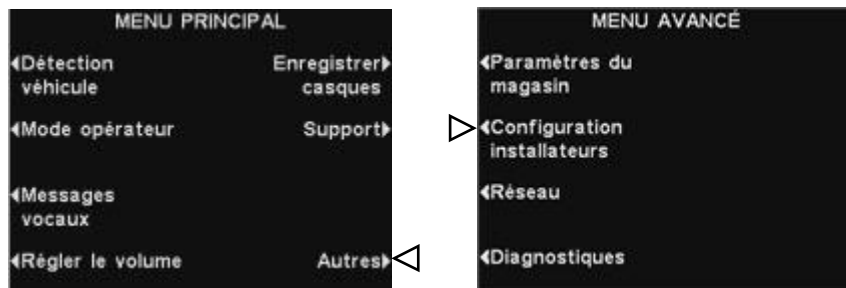 MENU PRINCIPAL
Détection
véhicule
Enregistrer
casques
Mode opérateur
Support
Messages
vocaux
Régler le volume
Autres
MENU AVANCÉ
Paramètres du
magasin
Configuration
installateurs
Réseau
Diagnostiques